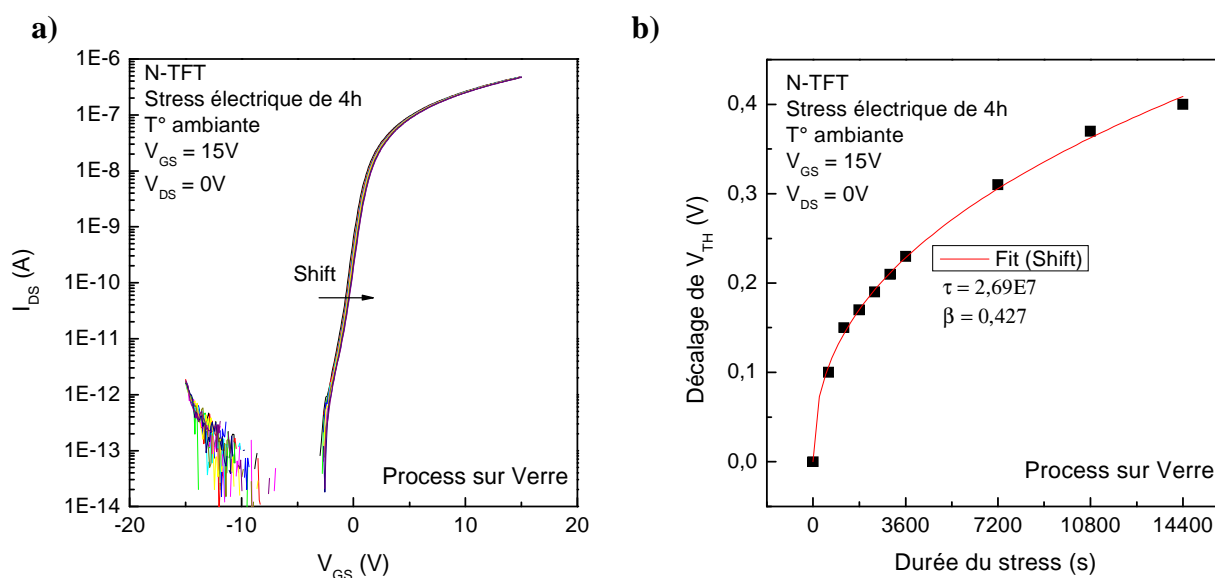 a)
1E-6
1E-7
1E-8
1E-9
1E-10
1E-11
1E-12
1E-13
1E-14
I_DS (A)
N-TFT
Stress électrique de 4h
T° ambiante
V_GS = 15V
V_DS = 0V
Shift
Process sur Verre
-20 -10 0 10 20
V_GS (V)
b)
0,4
0,3
0,2
0,1
0,0
Décalage de V_TH (V)
N-TFT
Stress électrique de 4h
T° ambiante
V_GS = 15V
V_DS = 0V
Fit (Shift)
τ = 2,69E7
β = 0,427
Process sur Verre
0 3600 7200 10800 14400
Durée du stress (s)